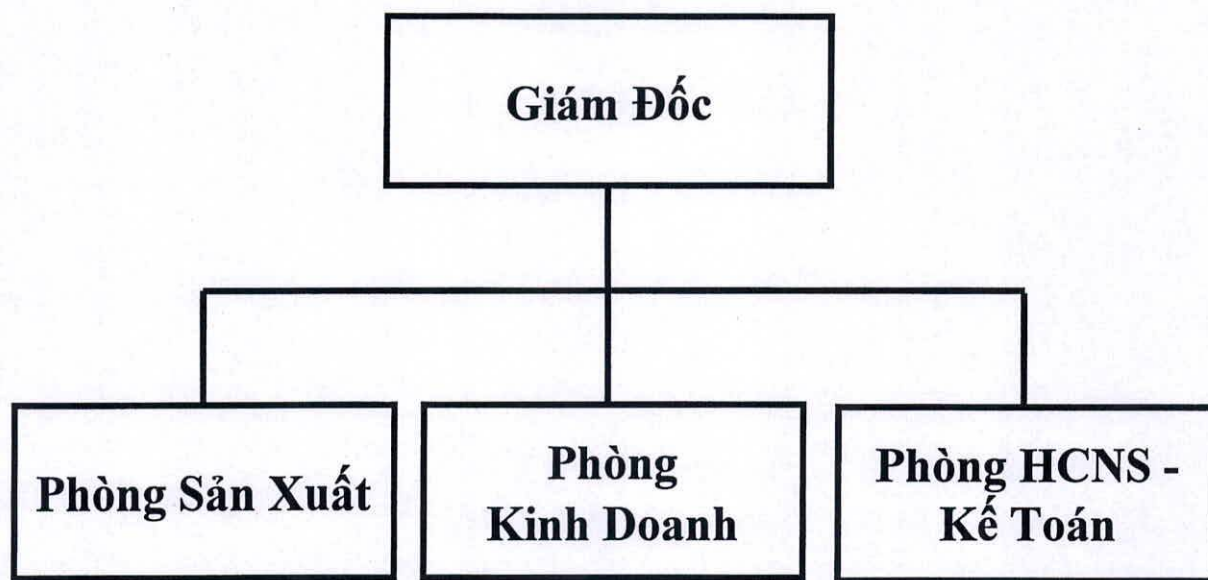 Giám Đốc
Phòng Sản Xuất
Phòng
Kinh Doanh
Phòng HCNS -
Kế Toán